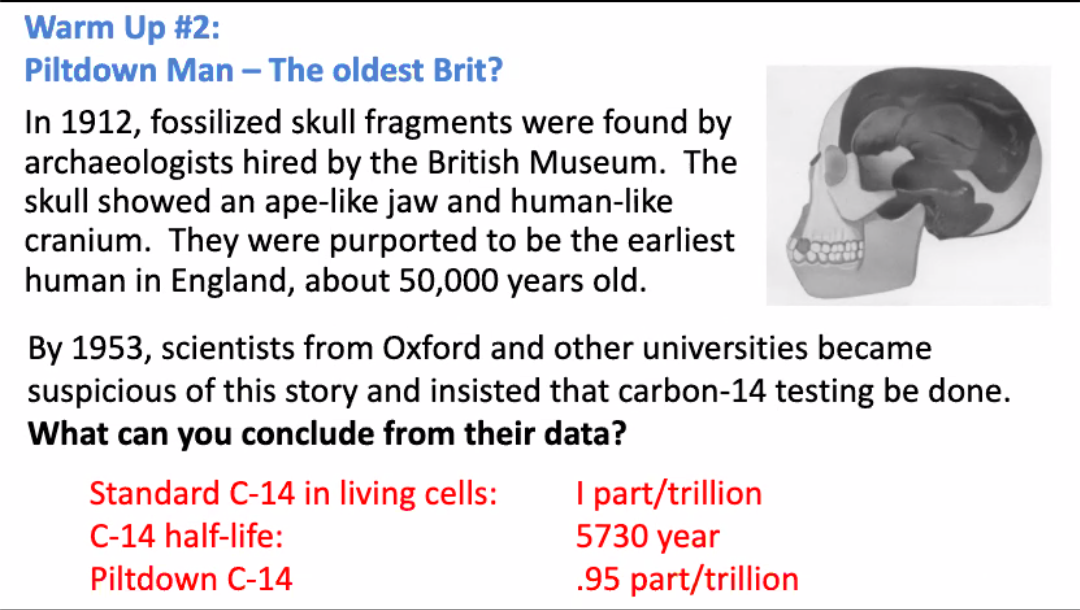 Warm Up #2:
Piltdown Man – The oldest Brit?
In 1912, fossilized skull fragments were found by
archaeologists hired by the British Museum.  The
skull showed an ape-like jaw and human-like
cranium.  They were purported to be the earliest
human in England, about 50,000 years old.
By 1953, scientists from Oxford and other universities became
suspicious of this story and insisted that carbon-14 testing be done.
What can you conclude from their data?
Standard C-14 in living cells: I part/trillion
C-14 half-life: 5730 year
Piltdown C-14 .95 part/trillion